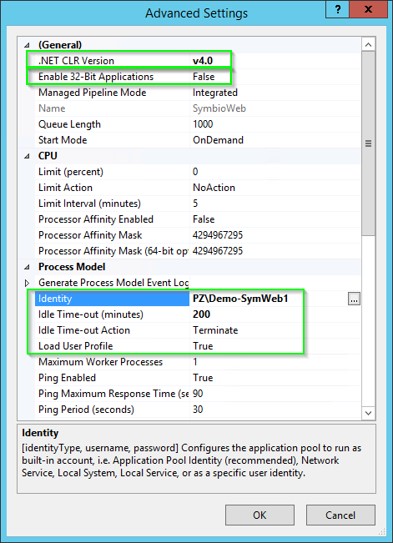 Advanced Settings
?
x
(General)
.NET CLR Version v4.0
Enable 32-Bit Applications False
Managed Pipeline Mode Integrated
Name SymbioWeb
Queue Length 1000
Start Mode OnDemand
CPU
Limit (percent) 0
Limit Action NoAction
Limit Interval (minutes) 5
Processor Affinity Enabled False
Processor Affinity Mask 4294967295
Processor Affinity Mask (64-bit opt 4294967295
Process Model
Generate Process Model Event Log
Identity PZ\Demo-SymWeb1 ...
Idle Time-out (minutes) 200
Idle Time-out Action Terminate
Load User Profile True
Maximum Worker Processes 1
Ping Enabled True
Ping Maximum Response Time (se 90
Ping Period (seconds) 30
Identity
[identityType, username, password] Configures the application pool to run as
built-in account, i.e. Application Pool Identity (recommended), Network
Service, Local System, Local Service, or as a specific user identity.
OK Cancel